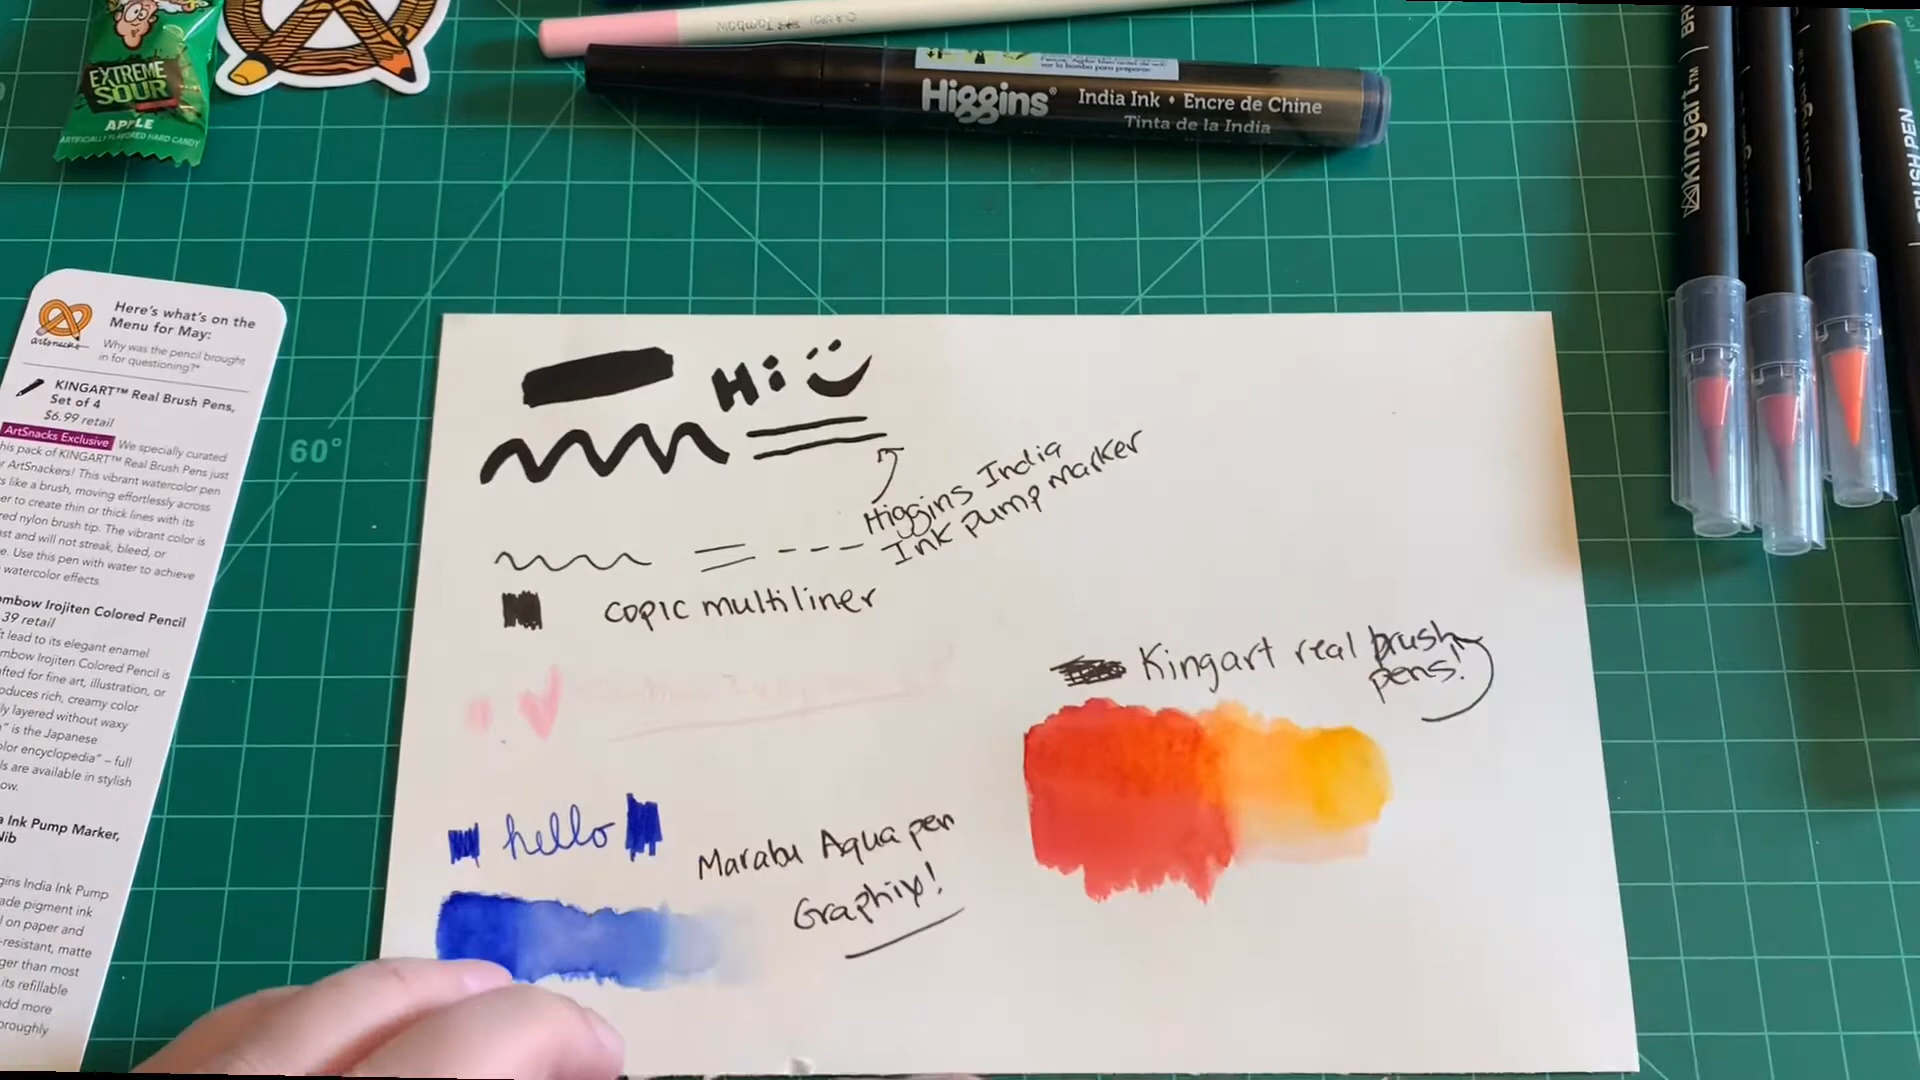 EXTREME
SOUR
APPLE
ARTIFICIALLY FLAVORED HARD CANDY
Tombow
Higgins® India Ink • Encre de Chine
Tinta de la India
Kingart™ | BR
BRUSH PEN
Here's what's on the
Menu for May:
artsnacks
Why was the pencil brought
in for questioning?*
KINGART™ Real Brush Pens,
Set of 4
$6.99 retail
ArtSnacks Exclusive We specially curated
his pack of KINGART™ Real Brush Pens just
r ArtSnackers! This vibrant watercolor pen
s like a brush, moving effortlessly across
er to create thin or thick lines with its
red nylon brush tip. The vibrant color is
ast and will not streak, bleed, or
e. Use this pen with water to achieve
watercolor effects.
ombow Irojiten Colored Pencil
39 retail
ft lead to its elegant enamel
mbow Irojiten Colored Pencil is
afted for fine art, illustration, or
oduces rich, creamy color
ly layered without waxy
n" is the Japanese
olor encyclopedia" – full
ls are available in stylish
ow.
a Ink Pump Marker,
Nib
gins India Ink Pump
ade pigment ink
l on paper and
-resistant, matte
ger than most
its refillable
dd more
oroughly
60°
Hi
Higgins India
Ink pump marker
copic multiliner
Kingart real brush
pens!
hello
Marabu Aqua pen
Graphix!